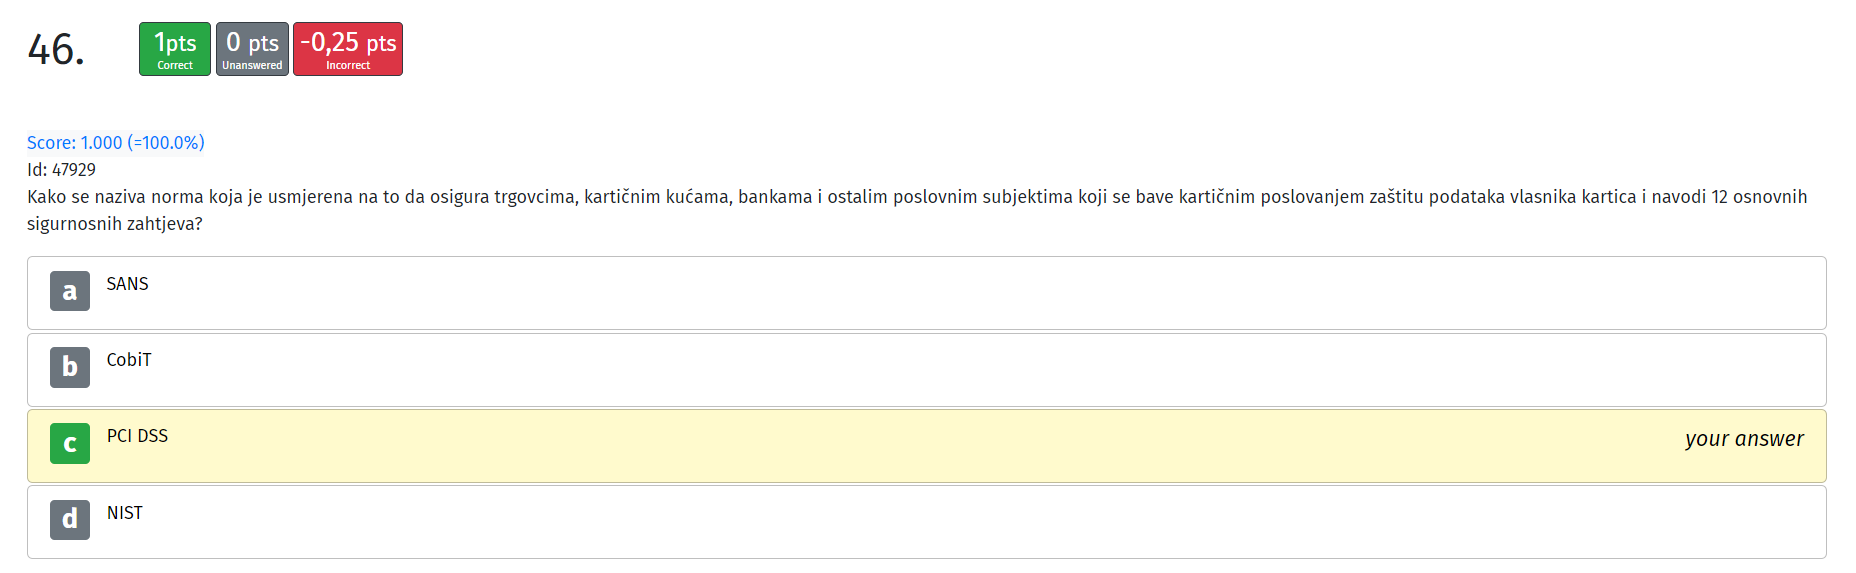 46.
1pts
Correct
0 pts
Unanswered
-0,25 pts
Incorrect
Score: 1.000 (=100.0%)
Id: 47929
Kako se naziva norma koja je usmjerena na to da osigura trgovcima, kartičnim kućama, bankama i ostalim poslovnim subjektima koji se bave kartičnim poslovanjem zaštitu podataka vlasnika kartica i navodi 12 osnovnih
sigurnosnih zahtjeva?
a SANS
b CobiT
c PCI DSS your answer
d NIST